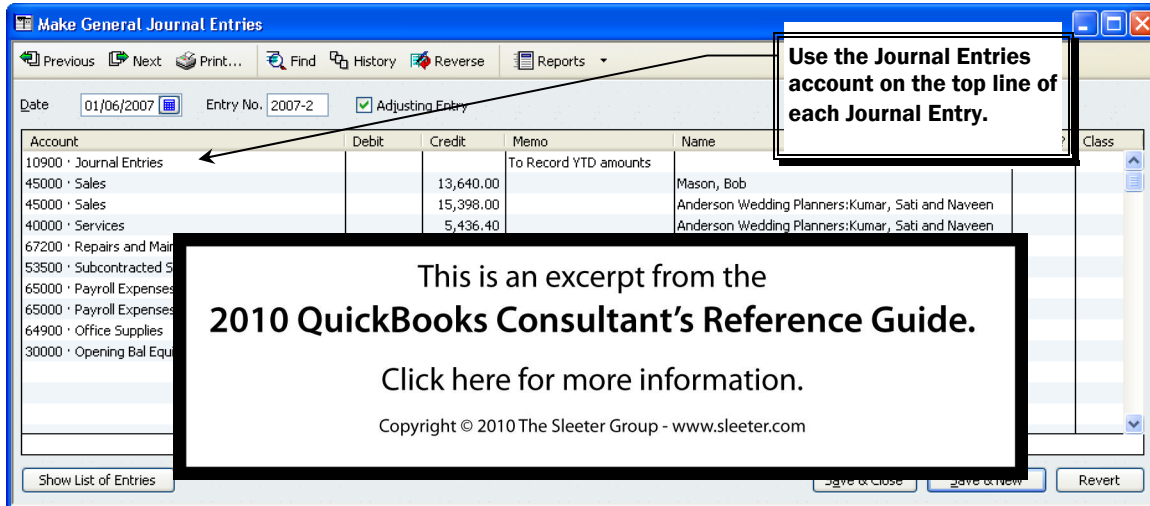 Make General Journal Entries
Previous Next Print... Find History Reverse Reports
Use the Journal Entries
account on the top line of
each Journal Entry.
Date 01/06/2007 Entry No. 2007-2 Adjusting Entry
Account Debit Credit Memo Name ? Class
10900 · Journal Entries To Record YTD amounts
45000 · Sales 13,640.00 Mason, Bob
45000 · Sales 15,398.00 Anderson Wedding Planners:Kumar, Sati and Naveen
40000 · Services 5,436.40 Anderson Wedding Planners:Kumar, Sati and Naveen
67200 · Repairs and
53500 · Subcontracted
65000 · Payroll Expenses
65000 · Payroll Expenses
64900 · Office Supplies
30000 · Opening Bal
This is an excerpt from the
2010 QuickBooks Consultant's Reference Guide.
Click here for more information.
Copyright © 2010 The Sleeter Group - www.sleeter.com
Show List of Entries Save & Close Save & New Revert